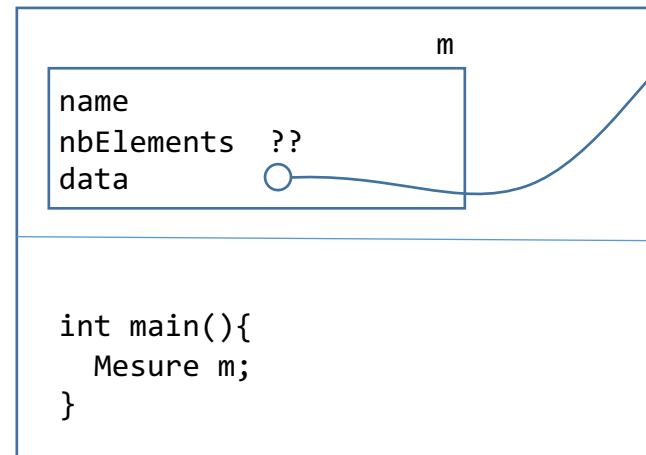 m
name
nbElements ??
data
int main(){
Mesure m;
}